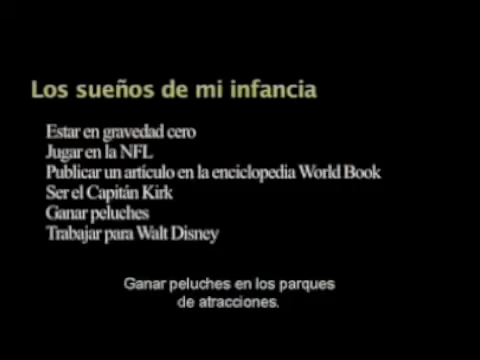 Los sueños de mi infancia
Estar en gravedad cero
Jugar en la NFL
Publicar un artículo en la enciclopedia World Book
Ser el Capitán Kirk
Ganar peluches
Trabajar para Walt Disney
Ganar peluches en los parques
de atracciones.